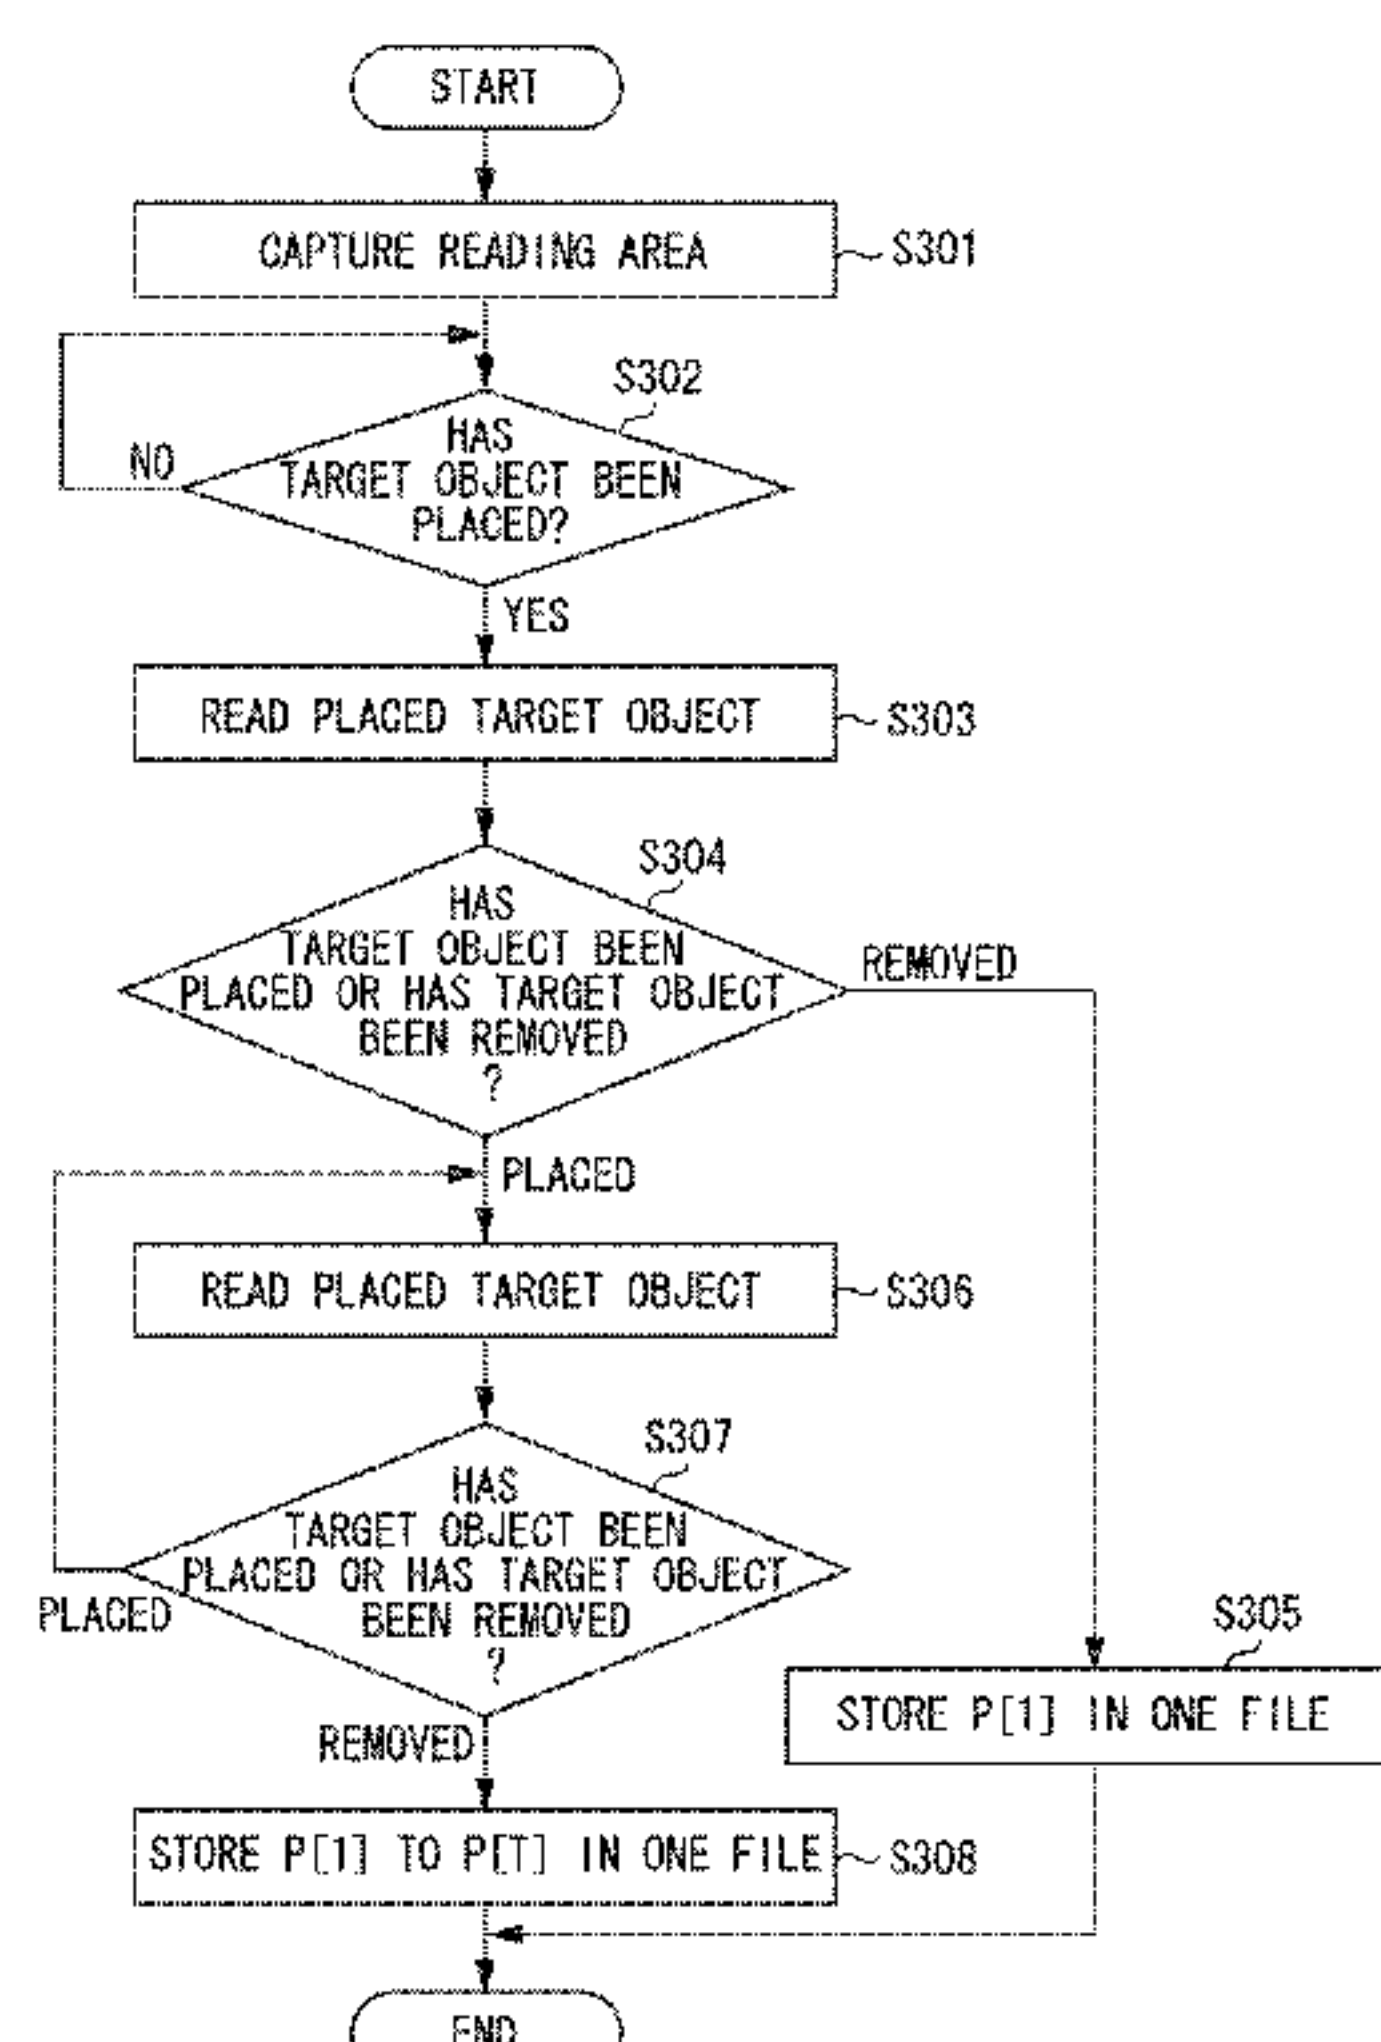 START
CAPTURE READING AREA
S301
S302
HAS
TARGET OBJECT BEEN
PLACED?
NO
YES
READ PLACED TARGET OBJECT
S303
S304
HAS
TARGET OBJECT BEEN
PLACED OR HAS TARGET OBJECT
BEEN REMOVED
?
REMOVED
PLACED
READ PLACED TARGET OBJECT
S306
S307
HAS
TARGET OBJECT BEEN
PLACED OR HAS TARGET OBJECT
BEEN REMOVED
?
PLACED
REMOVED
S305
STORE P[1] IN ONE FILE
STORE P[1] TO P[T] IN ONE FILE
S308
END